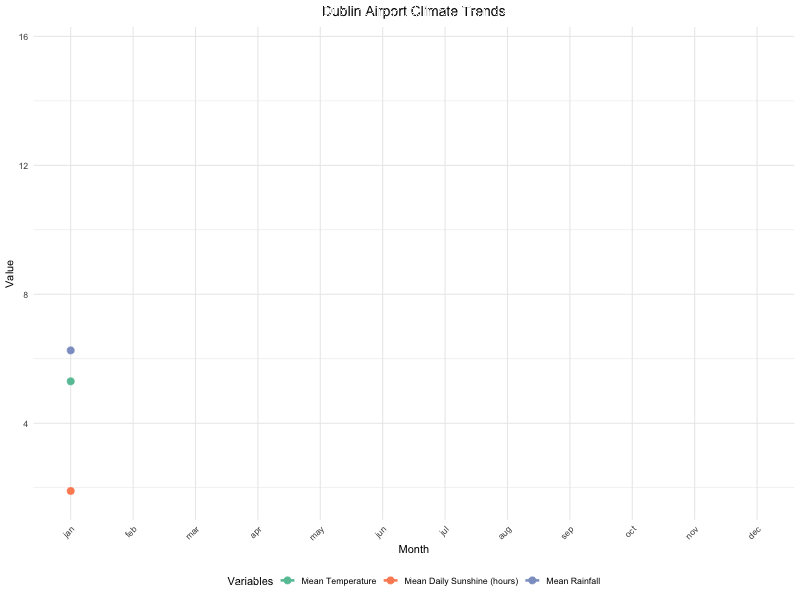 Dublin Airport Climate Trends
16
12
8
4
Value
jan feb mar apr may jun jul aug sep oct nov dec
Month
Variables Mean Temperature Mean Daily Sunshine (hours) Mean Rainfall